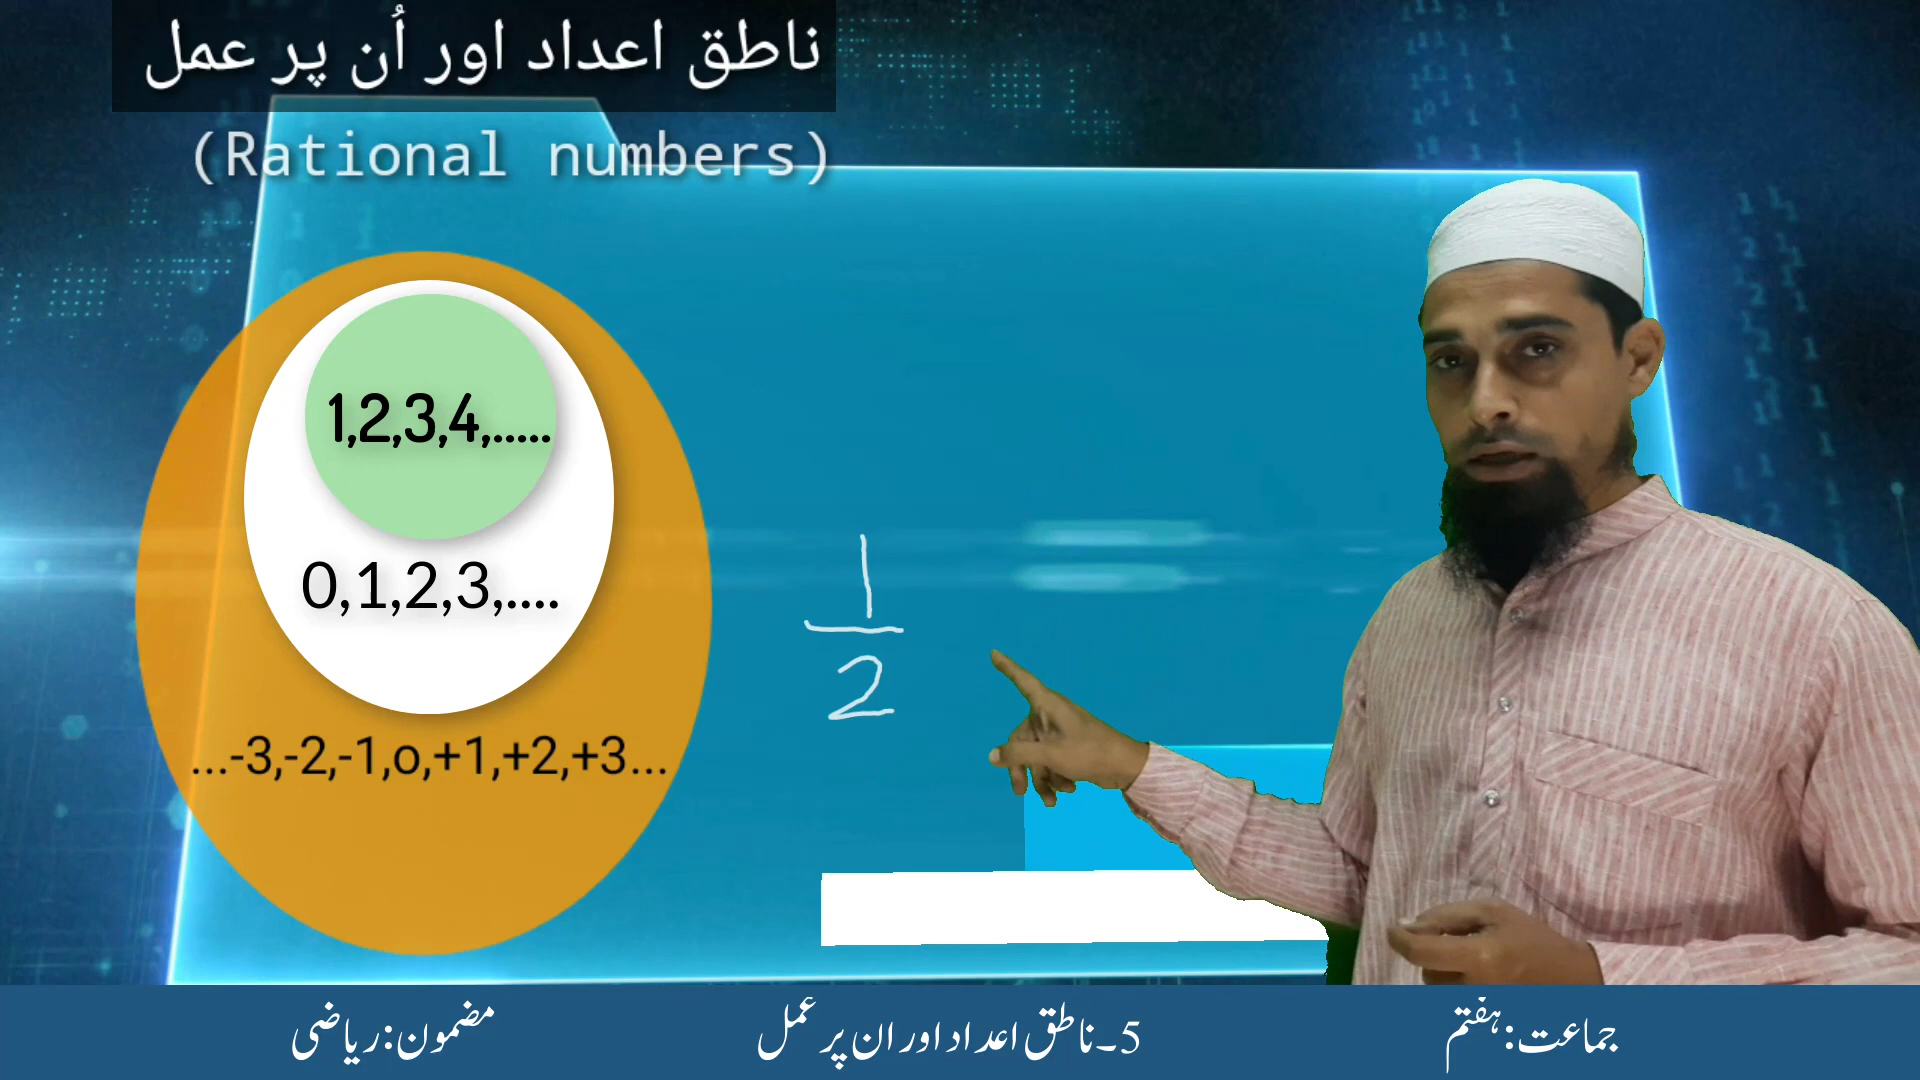 ناطق اعداد اور اُن پر عمل
(Rational numbers)
1,2,3,4,.....
0,1,2,3,....
...-3,-2,-1,o,+1,+2,+3...
1
2
جماعت:ہفتم
5۔ناطق اعداد اور ان پر عمل
مضمون:ریاضی